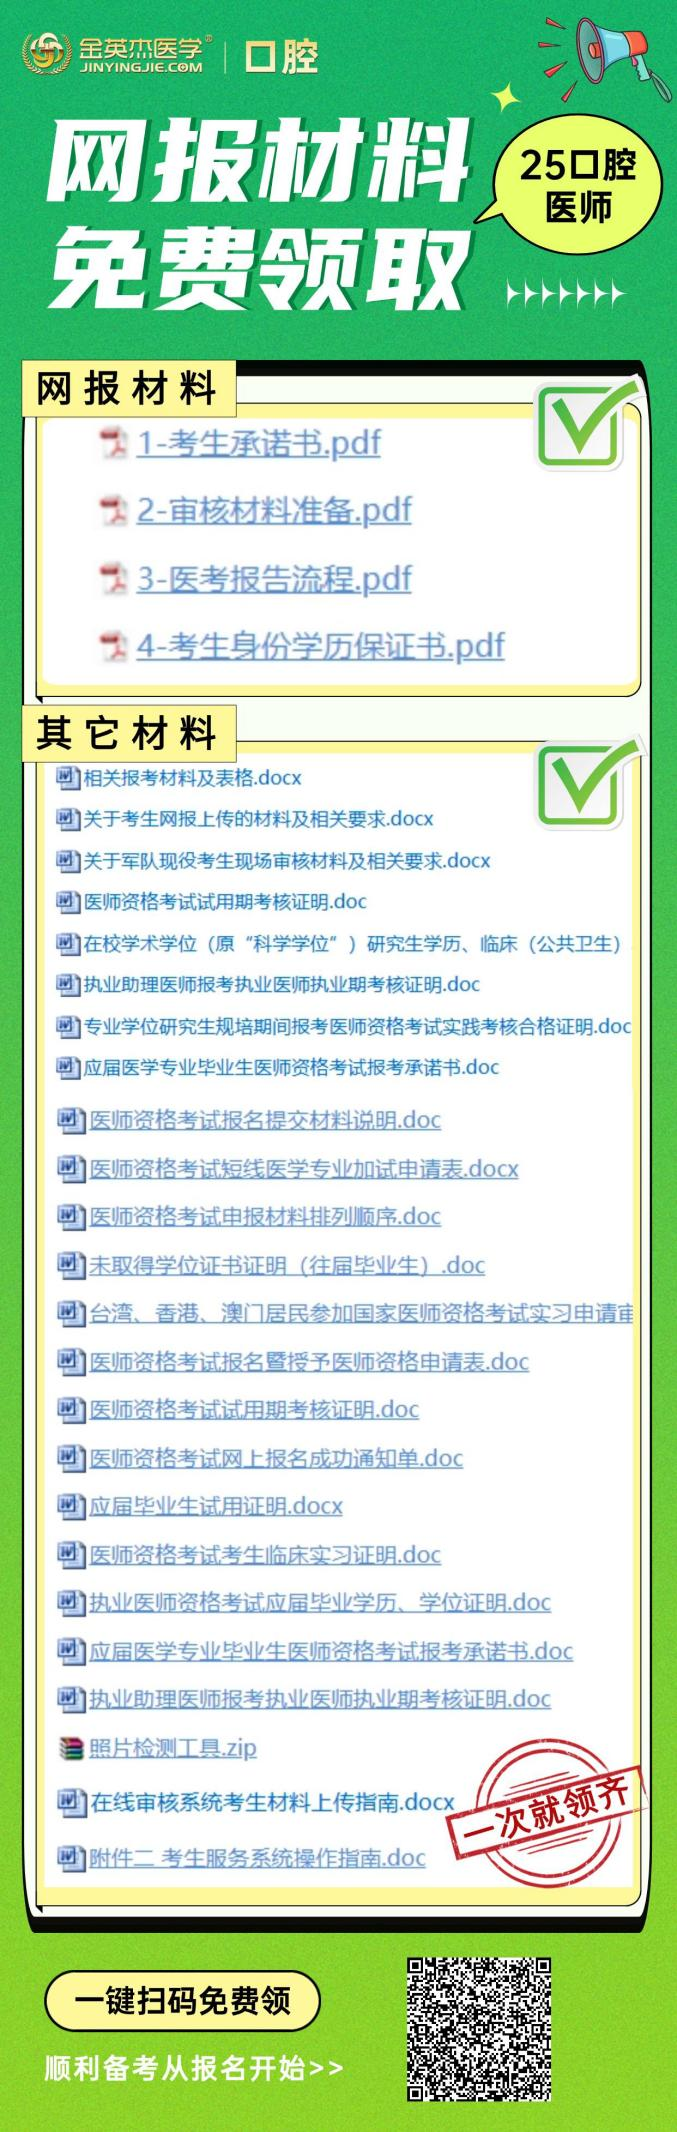 金英杰医学®
JINYINGJIE.COM
口腔
网报材料
免费领取
25口腔
医师
网报材料
1-考生承诺书.pdf
2-审核材料准备.pdf
3-医考报告流程.pdf
4-考生身份学历保证书.pdf
其它材料
相关报考材料及表格.docx
关于考生网报上传的材料及相关要求.docx
关于军队现役考生现场审核材料及相关要求.docx
医师资格考试试用期考核证明.doc
在校学术学位（原“科学学位”）研究生学历、临床（公共卫生）
执业助理医师报考执业医师执业期考核证明.doc
专业学位研究生规培期间报考医师资格考试实践考核合格证明.doc
应届医学专业毕业生医师资格考试报考承诺书.doc
医师资格考试报名提交材料说明.doc
医师资格考试短线医学专业加试申请表.docx
医师资格考试申报材料排列顺序.doc
未取得学位证书证明（往届毕业生）.doc
台湾、香港、澳门居民参加国家医师资格考试实习申请审
医师资格考试报名暨授予医师资格申请表.doc
医师资格考试试用期考核证明.doc
医师资格考试网上报名成功通知单.doc
应届毕业生试用证明.docx
医师资格考试考生临床实习证明.doc
执业医师资格考试应届毕业学历、学位证明.doc
应届医学专业毕业生医师资格考试报考承诺书.doc
执业助理医师报考执业医师执业期考核证明.doc
照片检测工具.zip
在线审核系统考生材料上传指南.docx
附件二 考生服务系统操作指南.doc
一次就领齐
一键扫码免费领
顺利备考从报名开始>>